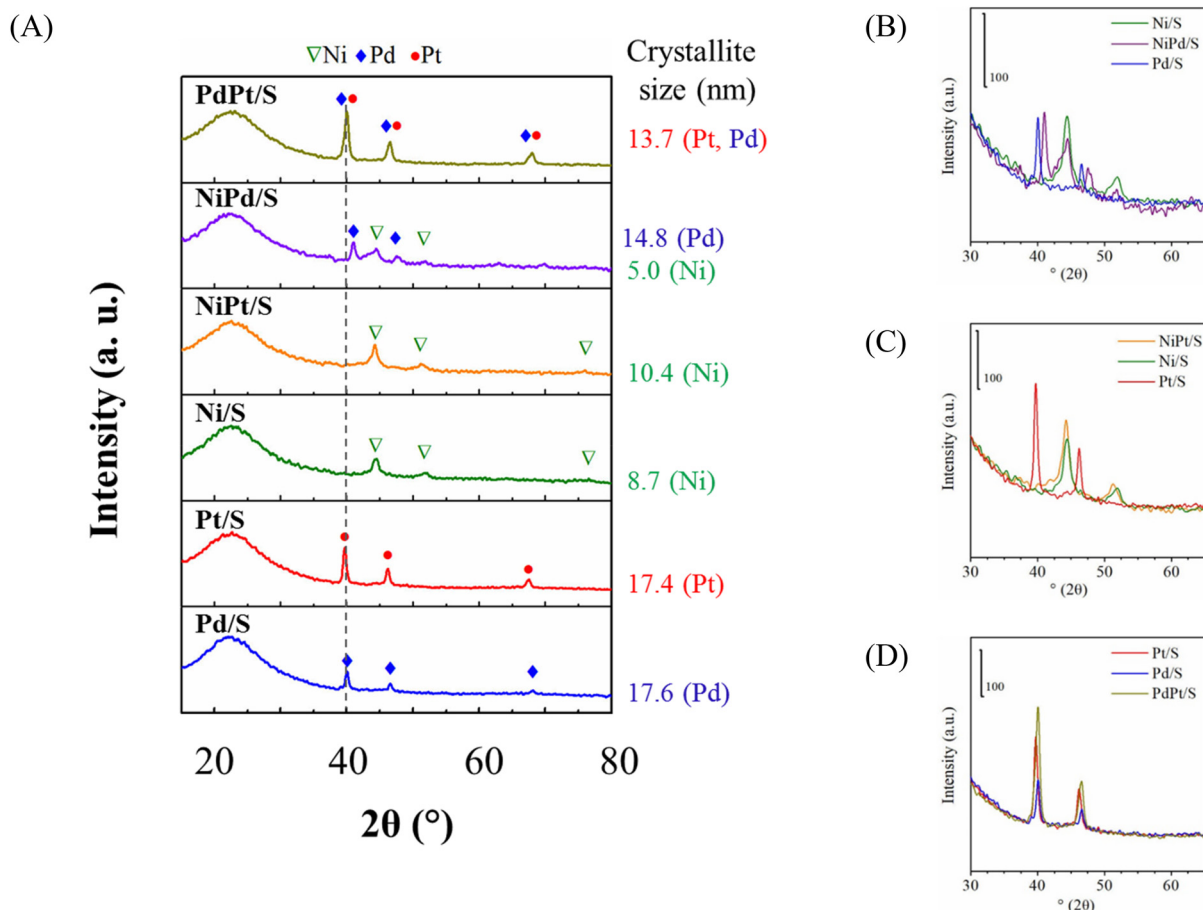 (A)
▽Ni ♦Pd ●Pt
Crystallite
size (nm)
PdPt/S
13.7 (Pt, Pd)
NiPd/S
14.8 (Pd)
5.0 (Ni)
NiPt/S
10.4 (Ni)
Ni/S
8.7 (Ni)
Pt/S
17.4 (Pt)
Pd/S
17.6 (Pd)
Intensity (a. u.)
20 40 60 80
2θ (°)
(B)
100
Ni/S
NiPd/S
Pd/S
Intensity (a.u.)
30 40 50 60
° (2θ)
(C)
100
NiPt/S
Ni/S
Pt/S
Intensity (a.u.)
30 40 50 60
° (2θ)
(D)
100
Pt/S
Pd/S
PdPt/S
Intensity (a.u.)
30 40 50 60
° (2θ)